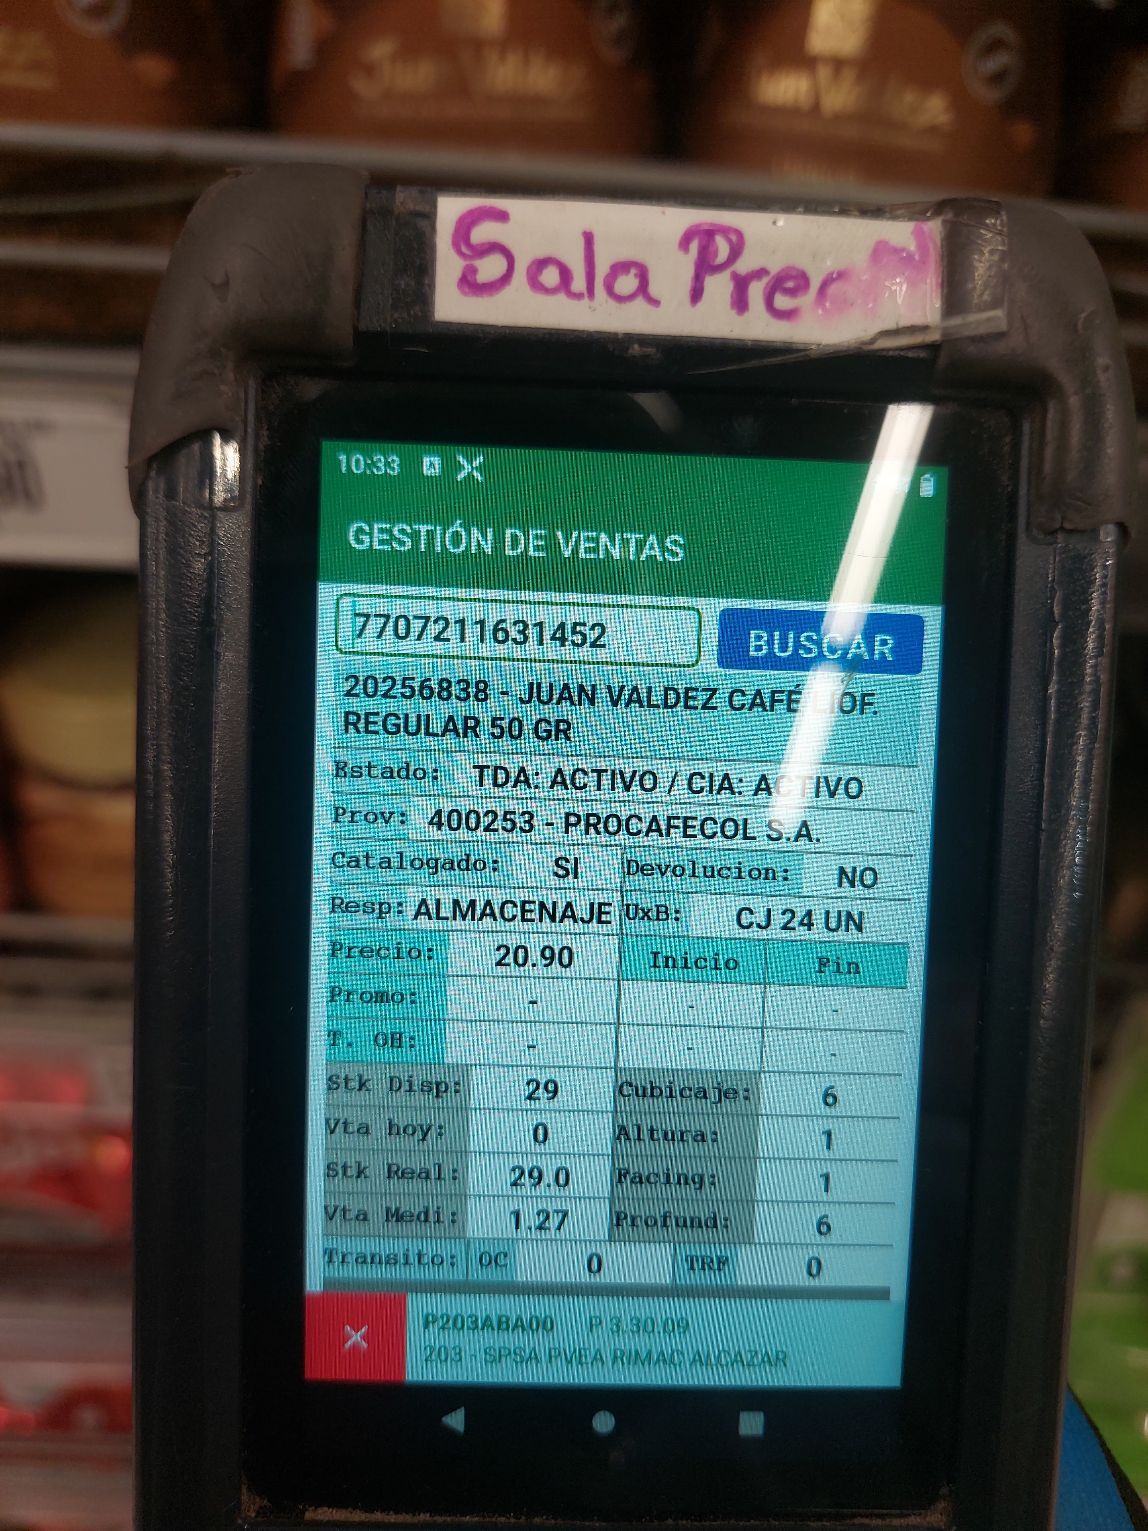 Juan Valdez
Sala Prec
10:33
GESTIÓN DE VENTAS
7707211631452 BUSCAR
20256838 - JUAN VALDEZ CAFÉ LIOF.
REGULAR 50 GR
Estado: TDA: ACTIVO / CIA: ACTIVO
Prov: 400253 - PROCAFECOL S.A.
Catalogado: SI Devolucion: NO
Resp: ALMACENAJE UxB: CJ 24 UN
Precio: 20.90 Inicio Fin
Promo: - - -
T. OH: - - -
Stk Disp: 29 Cubicaje: 6
Vta hoy: 0 Altura: 1
Stk Real: 29.0 Facing: 1
Vta Medi: 1.27 Profund: 6
Transito: OC 0 TRF 0
P203ABA00 P 3.30.09
203 - SPSA PVEA RIMAC ALCAZAR